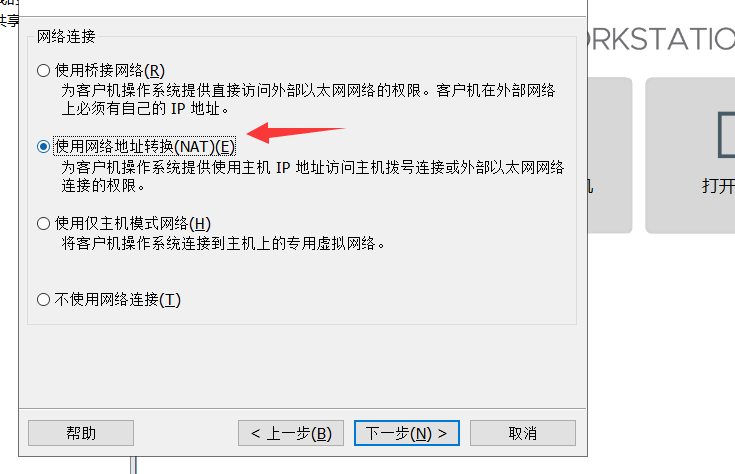 共享
网络连接
RKSTATIO
使用桥接网络(R)
为客户机操作系统提供直接访问外部以太网网络的权限。客户机在外部网络
上必须有自己的 IP 地址。
使用网络地址转换(NAT)(E)
为客户机操作系统提供使用主机 IP 地址访问主机拨号连接或外部以太网网络
连接的权限。
机
打开
使用仅主机模式网络(H)
将客户机操作系统连接到主机上的专用虚拟网络。
不使用网络连接(T)
帮助
< 上一步(B)
下一步(N) >
取消